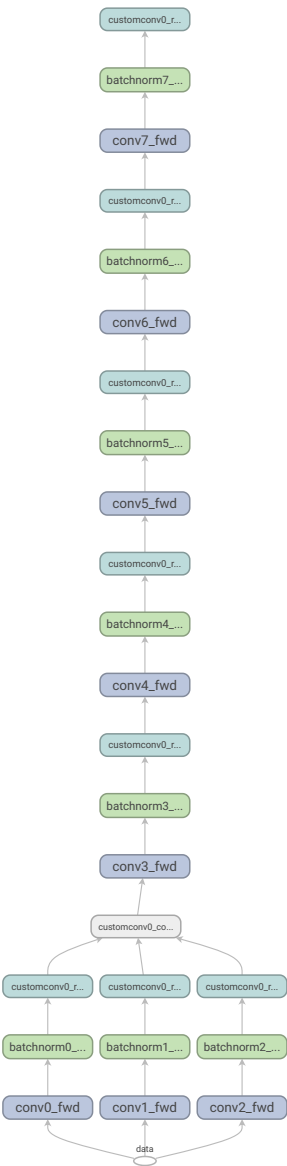 customconv0_r...
batchnorm7_...
conv7_fwd
customconv0_r...
batchnorm6_...
conv6_fwd
customconv0_r...
batchnorm5_...
conv5_fwd
customconv0_r...
batchnorm4_...
conv4_fwd
customconv0_r...
batchnorm3_...
conv3_fwd
customconv0_co...
customconv0_r... customconv0_r... customconv0_r...
batchnorm0_... batchnorm1_... batchnorm2_...
conv0_fwd conv1_fwd conv2_fwd
data